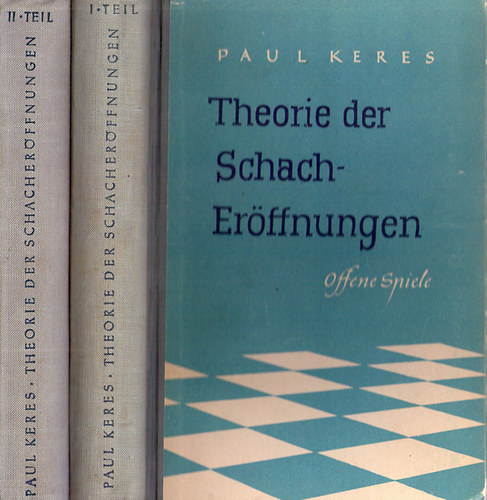 II · TEIL
PAUL KERES · THEORIE DER SCHACHERÖFFNUNGEN
I · TEIL
PAUL KERES · THEORIE DER SCHACHERÖFFNUNGEN
PAUL KERES
Theorie der
Schach-
Eröffnungen
Offene Spiele